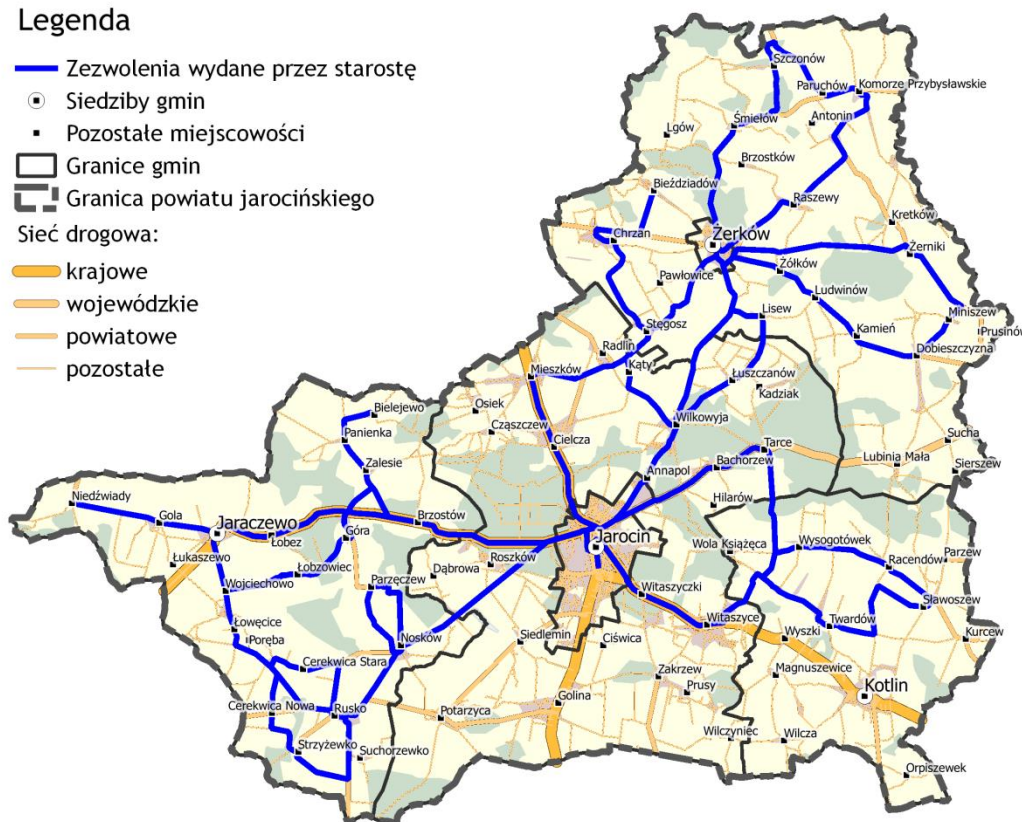 Legenda
Zezwolenia wydane przez starostę
Siedziby gmin
Pozostałe miejscowości
Granice gmin
Granica powiatu jarocińskiego
Sieć drogowa:
krajowe
wojewódzkie
powiatowe
pozostałe
Szczonów
Paruchów
Komorze Przybysławskie
Śmiełów
Antonin
Lgów
Brzostków
Bieździadów
Raszewy
Kretków
Chrzan
Żerków
Żerniki
Pawłowice
Żółków
Ludwinów
Lisew
Miniszew
Prusinów
Stęgosz
Kamień
Radlin
Dobieszczyzna
Mieszków
Kąty
Łuszczanów
Kadziak
Bielejewo
Osiek
Cząszczew
Wilkowyja
Panienka
Cielcza
Tarce
Sucha
Zalesie
Bachorzew
Lubinia Mała
Sierszew
Annapol
Niedźwiady
Hilarów
Gola
Jaraczewo
Brzostów
Łobez
Góra
Jarocin
Wola Książęca
Wysogotówek
Roszków
Łukaszewo
Dąbrowa
Racendów
Parzew
Wojciechowo
Łobzowiec
Parzęczew
Witaszyczki
Sławoszew
Łowęcice
Witaszyce
Twardów
Poręba
Nosków
Siedlemin
Ciświca
Wyszki
Kurcew
Cerekwica Stara
Zakrzew
Magnuszewice
Prusy
Kotlin
Cerekwica Nowa
Rusko
Potarzyca
Golina
Wilczyniec
Wilcza
Strzyżewko
Suchorzewko
Orpiszewek